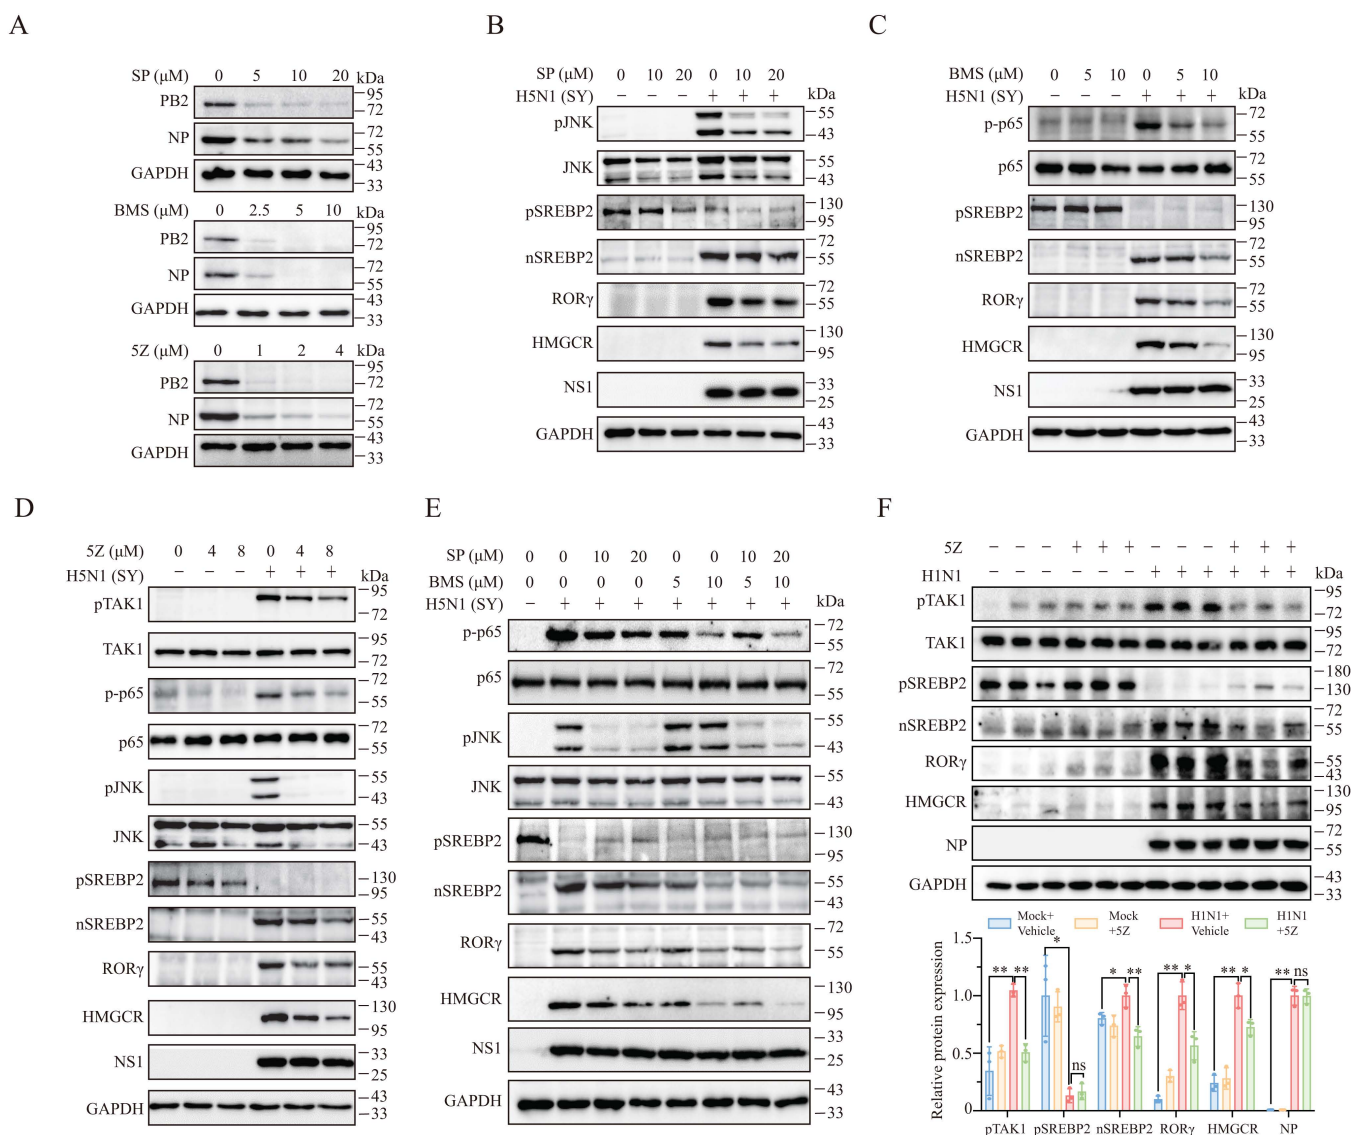 A
SP (μM) 0 5 10 20 kDa
PB2 95 72
NP 72 55
GAPDH 43 33
BMS (μM) 0 2.5 5 10 kDa
PB2 95 72
NP 72 55
GAPDH 43 33
5Z (μM) 0 1 2 4 kDa
PB2 95 72
NP 72 55
GAPDH 43 33
B
SP (μM) 0 10 20 0 10 20
H5N1 (SY) − − − + + + kDa
pJNK 55 43
JNK 55 43
pSREBP2 130 95
nSREBP2 72 55
RORγ 72 55
HMGCR 130 95
NS1 33 25
GAPDH 43 33
C
BMS (μM) 0 5 10 0 5 10
H5N1 (SY) − − − + + + kDa
p-p65 72 55
p65 72 55
pSREBP2 130 95
nSREBP2 72 55
RORγ 72 55
HMGCR 130 95
NS1 33 25
GAPDH 43 33
D
5Z (μM) 0 4 8 0 4 8
H5N1 (SY) − − − + + + kDa
pTAK1 95 72
TAK1 95 72
p-p65 72 55
p65 72 55
pJNK 55 43
JNK 55 43
pSREBP2 130 95
nSREBP2 55 43
RORγ 55 43
HMGCR 130 95
NS1 33 25
GAPDH 43 33
E
SP (μM) 0 0 10 20 0 0 10 20
BMS (μM) 0 0 0 0 5 10 5 10
H5N1 (SY) − + + + + + + + kDa
p-p65 72 55
p65 72 55
pJNK 55 43
JNK 55 43
pSREBP2 130 95
nSREBP2 55 43
RORγ 72 55
HMGCR 130 95
NS1 33 25
GAPDH 43 33
F
5Z − − − + + + − − − + + +
H1N1 − − − − − − + + + + + + kDa
pTAK1 95 72
TAK1 95 72
pSREBP2 180 130
nSREBP2 72 55
RORγ 55 43
HMGCR 130 95
NP 72 55
GAPDH 43 33
Mock+ Vehicle Mock +5Z H1N1+ Vehicle H1N1 +5Z
Relative protein expression
1.5
1.0
0.5
0
** ** * ns * ** ** * ** * ** ns
pTAK1 pSREBP2 nSREBP2 RORγ HMGCR NP